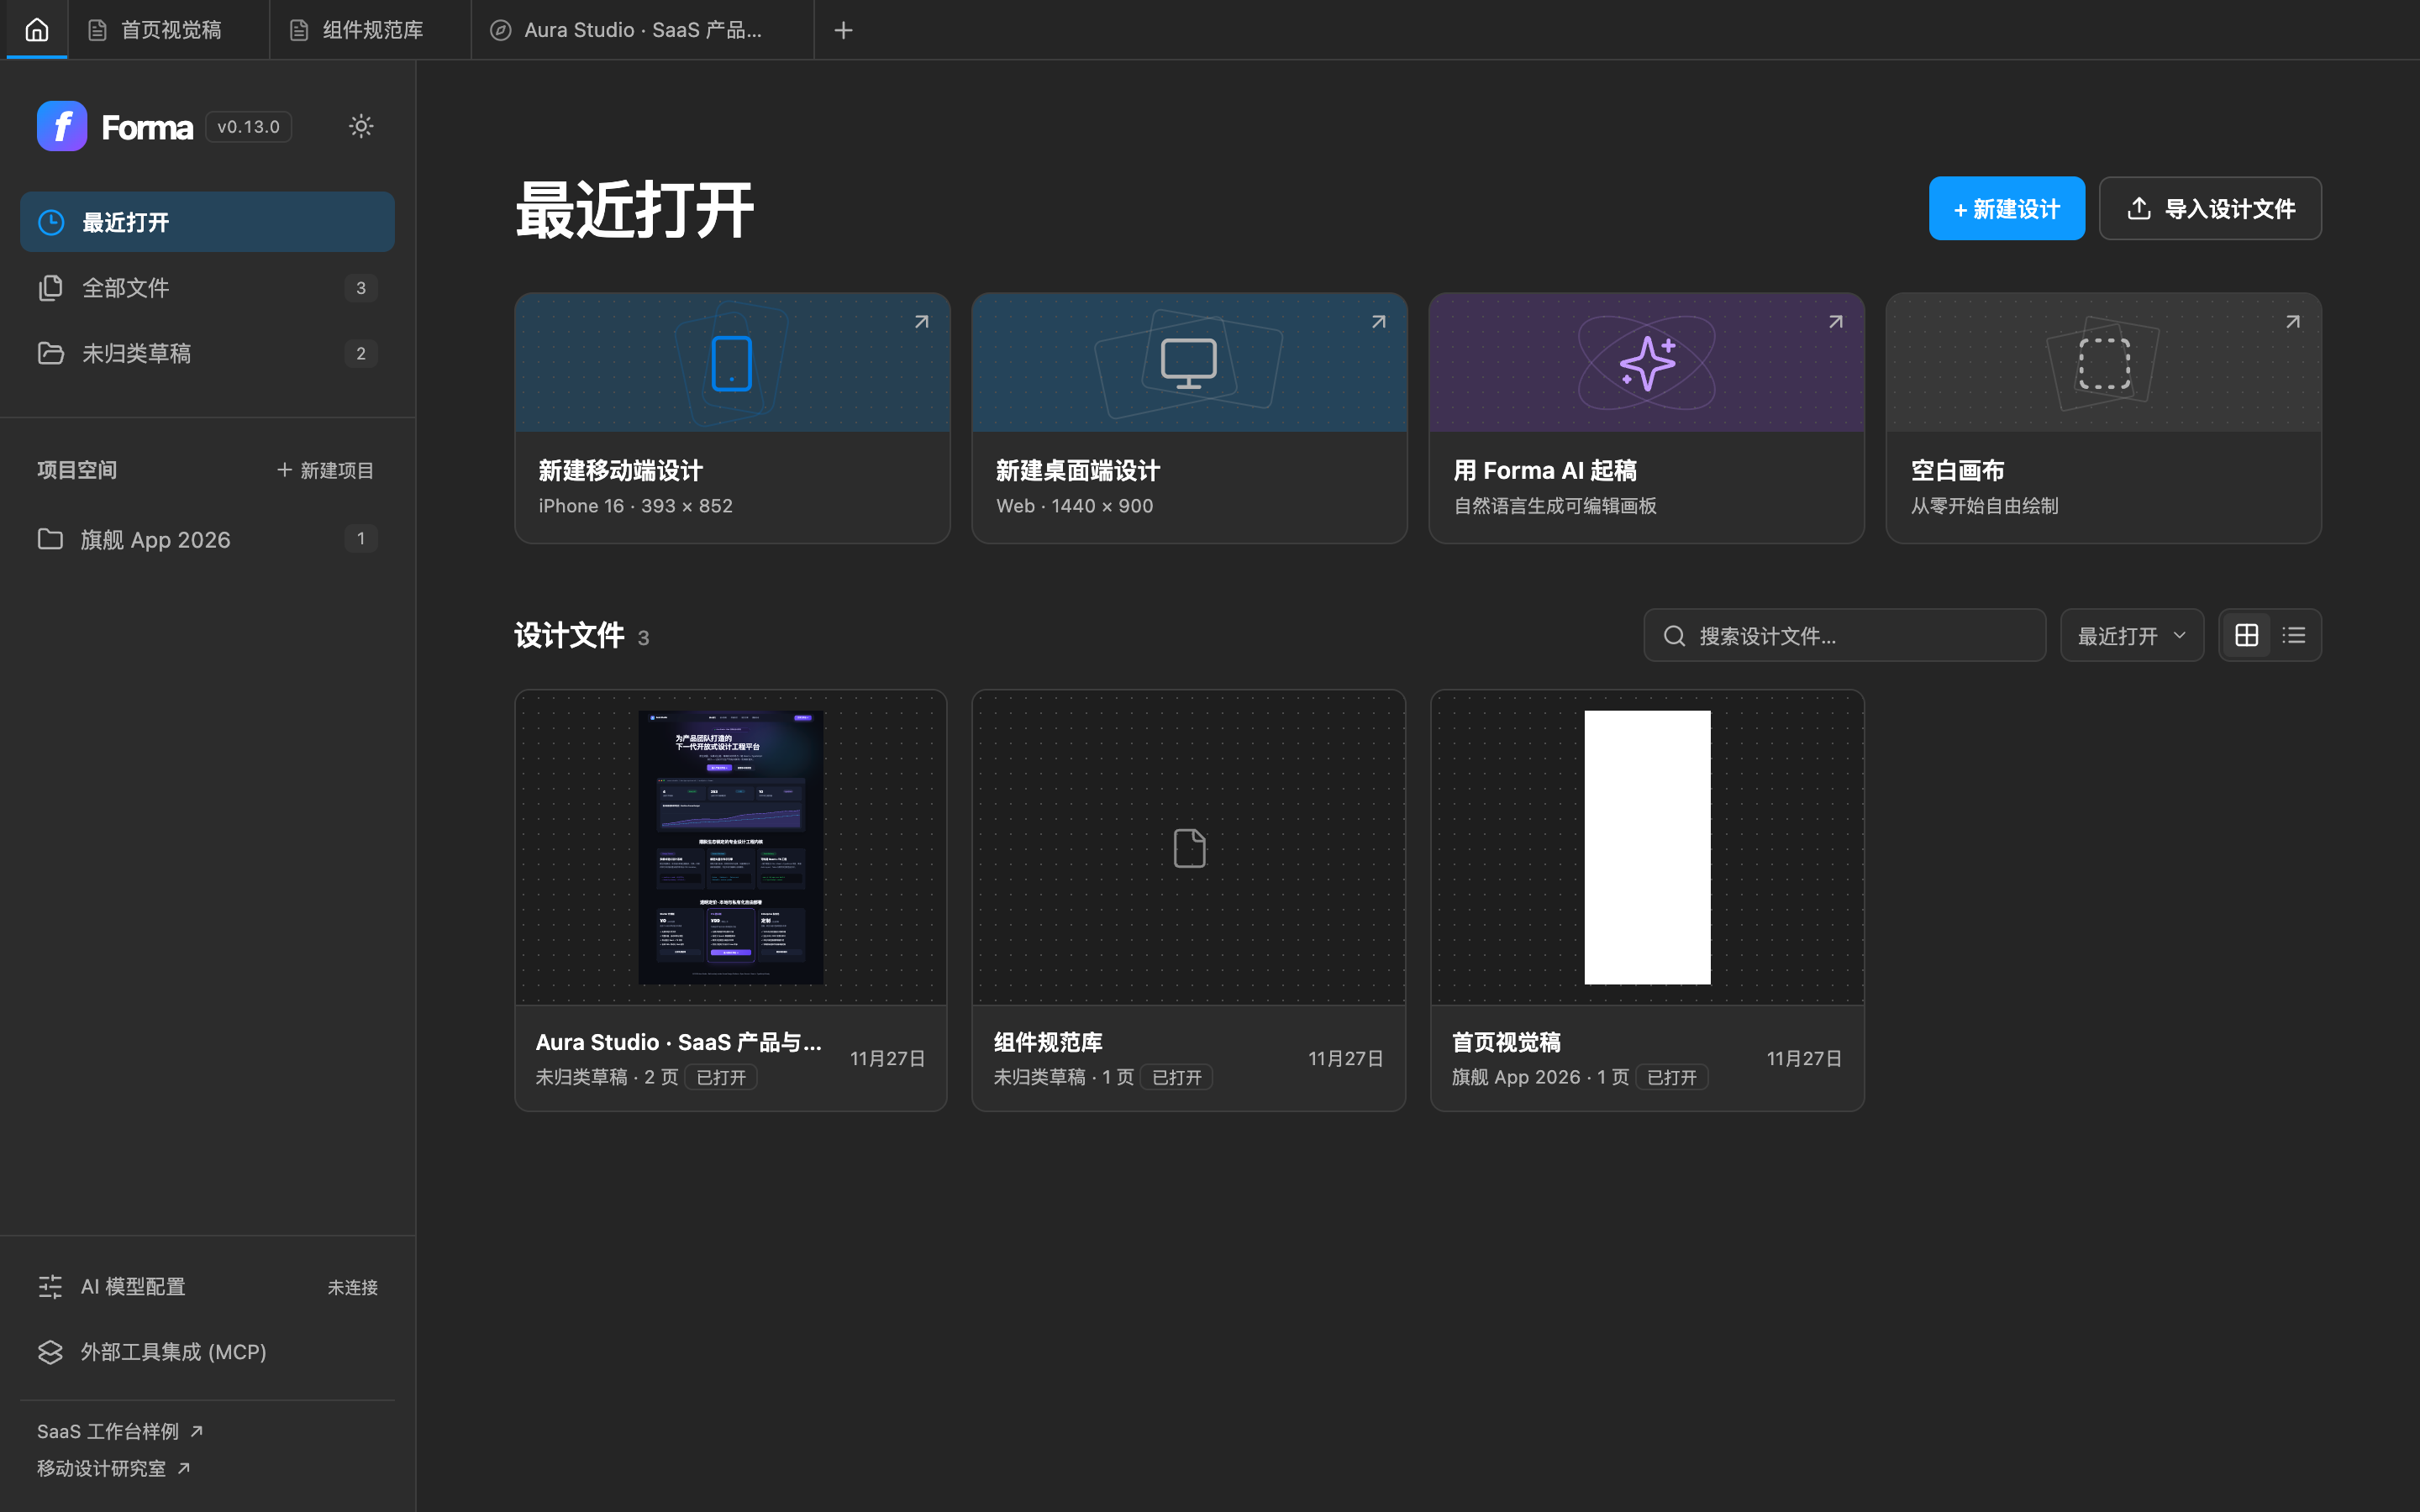 首页视觉稿
组件规范库
Aura Studio · SaaS 产品...
Forma
v0.13.0
最近打开
全部文件
3
未归类草稿
2
项目空间
+ 新建项目
旗舰 App 2026
1
AI 模型配置
未连接
外部工具集成 (MCP)
SaaS 工作台样例
移动设计研究室
最近打开
+ 新建设计
导入设计文件
新建移动端设计
iPhone 16 · 393 × 852
新建桌面端设计
Web · 1440 × 900
用 Forma AI 起稿
自然语言生成可编辑画板
空白画布
从零开始自由绘制
设计文件 3
搜索设计文件...
最近打开
为产品团队打造的
下一代开放式设计工程平台
Aura Studio · SaaS 产品与...
未归类草稿 · 2 页 已打开
11月27日
组件规范库
未归类草稿 · 1 页 已打开
11月27日
首页视觉稿
旗舰 App 2026 · 1 页 已打开
11月27日